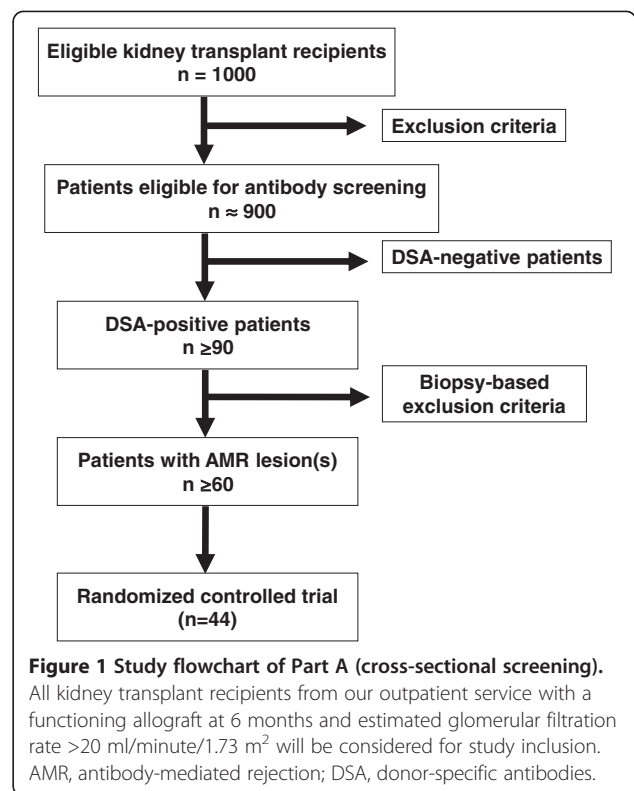 Eligible kidney transplant recipients
n = 1000
Exclusion criteria
Patients eligible for antibody screening
n ≈ 900
DSA-negative patients
DSA-positive patients
n ≥90
Biopsy-based
exclusion criteria
Patients with AMR lesion(s)
n ≥60
Randomized controlled trial
(n=44)
Figure 1 Study flowchart of Part A (cross-sectional screening).
All kidney transplant recipients from our outpatient service with a
functioning allograft at 6 months and estimated glomerular filtration
rate >20 ml/minute/1.73 m² will be considered for study inclusion.
AMR, antibody-mediated rejection; DSA, donor-specific antibodies.